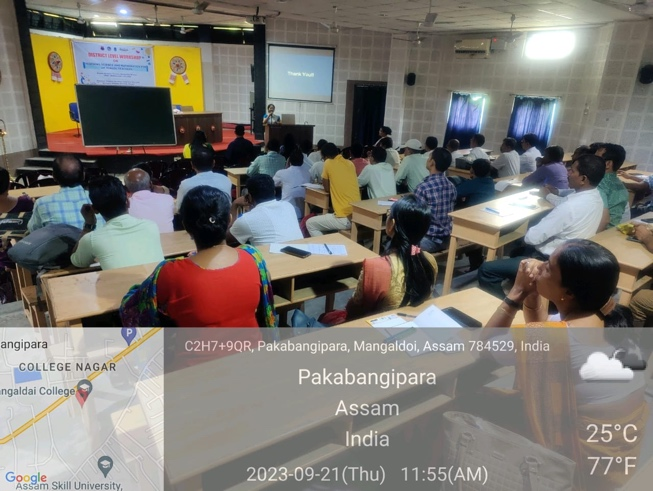 DISTRICT LEVEL WORKSHOP
Thank You!!
angipara
COLLEGE NAGAR
angaldai College
P
Google
Assam Skill University,
C2H7+9QR, Pakabangipara, Mangaldoi, Assam 784529, India
Pakabangipara
Assam
India
2023-09-21(Thu) 11:55(AM)
25°C
77°F